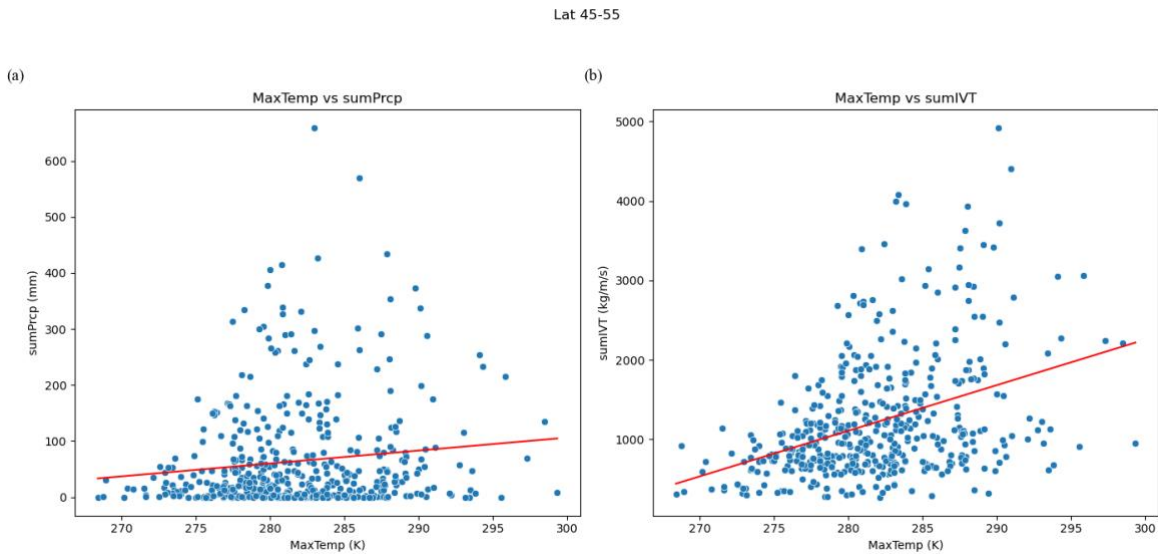 Lat 45-55
(a)
MaxTemp vs sumPrcp
sumPrcp (mm)
600
500
400
300
200
100
0
270
275
280
285
290
295
300
MaxTemp (K)
(b)
MaxTemp vs sumIVT
sumIVT (kg/m/s)
5000
4000
3000
2000
1000
270
275
280
285
290
295
300
MaxTemp (K)